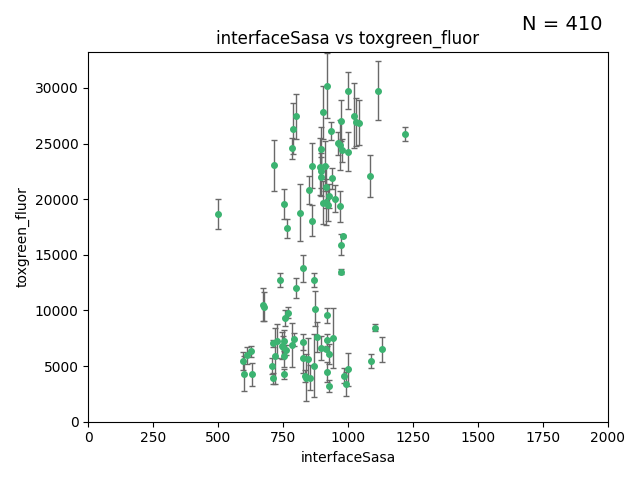 N = 410
interfaceSasa vs toxgreen_fluor
toxgreen_fluor
30000
25000
20000
15000
10000
5000
0
0 250 500 750 1000 1250 1500 1750 2000
interfaceSasa